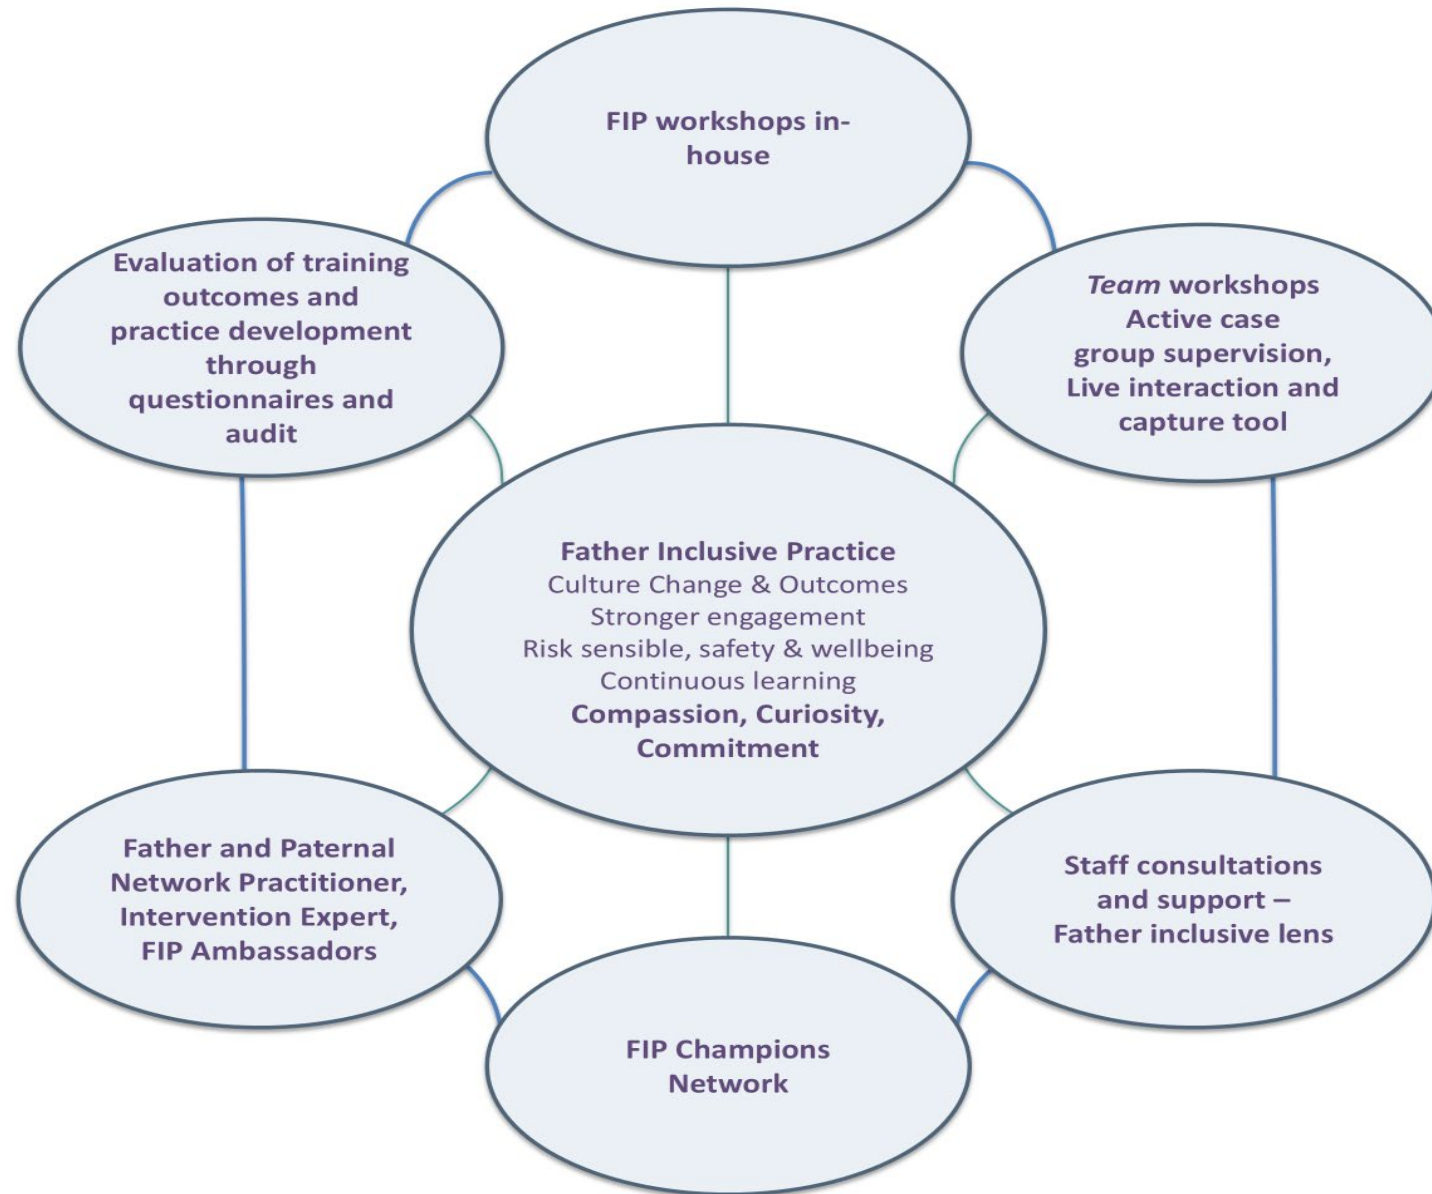 FIP workshops in-
house
Evaluation of training
outcomes and
practice development
through
questionnaires and
audit
Team workshops
Active case
group supervision,
Live interaction and
capture tool
Father Inclusive Practice
Culture Change & Outcomes
Stronger engagement
Risk sensible, safety & wellbeing
Continuous learning
Compassion, Curiosity,
Commitment
Father and Paternal
Network Practitioner,
Intervention Expert,
FIP Ambassadors
Staff consultations
and support –
Father inclusive lens
FIP Champions
Network